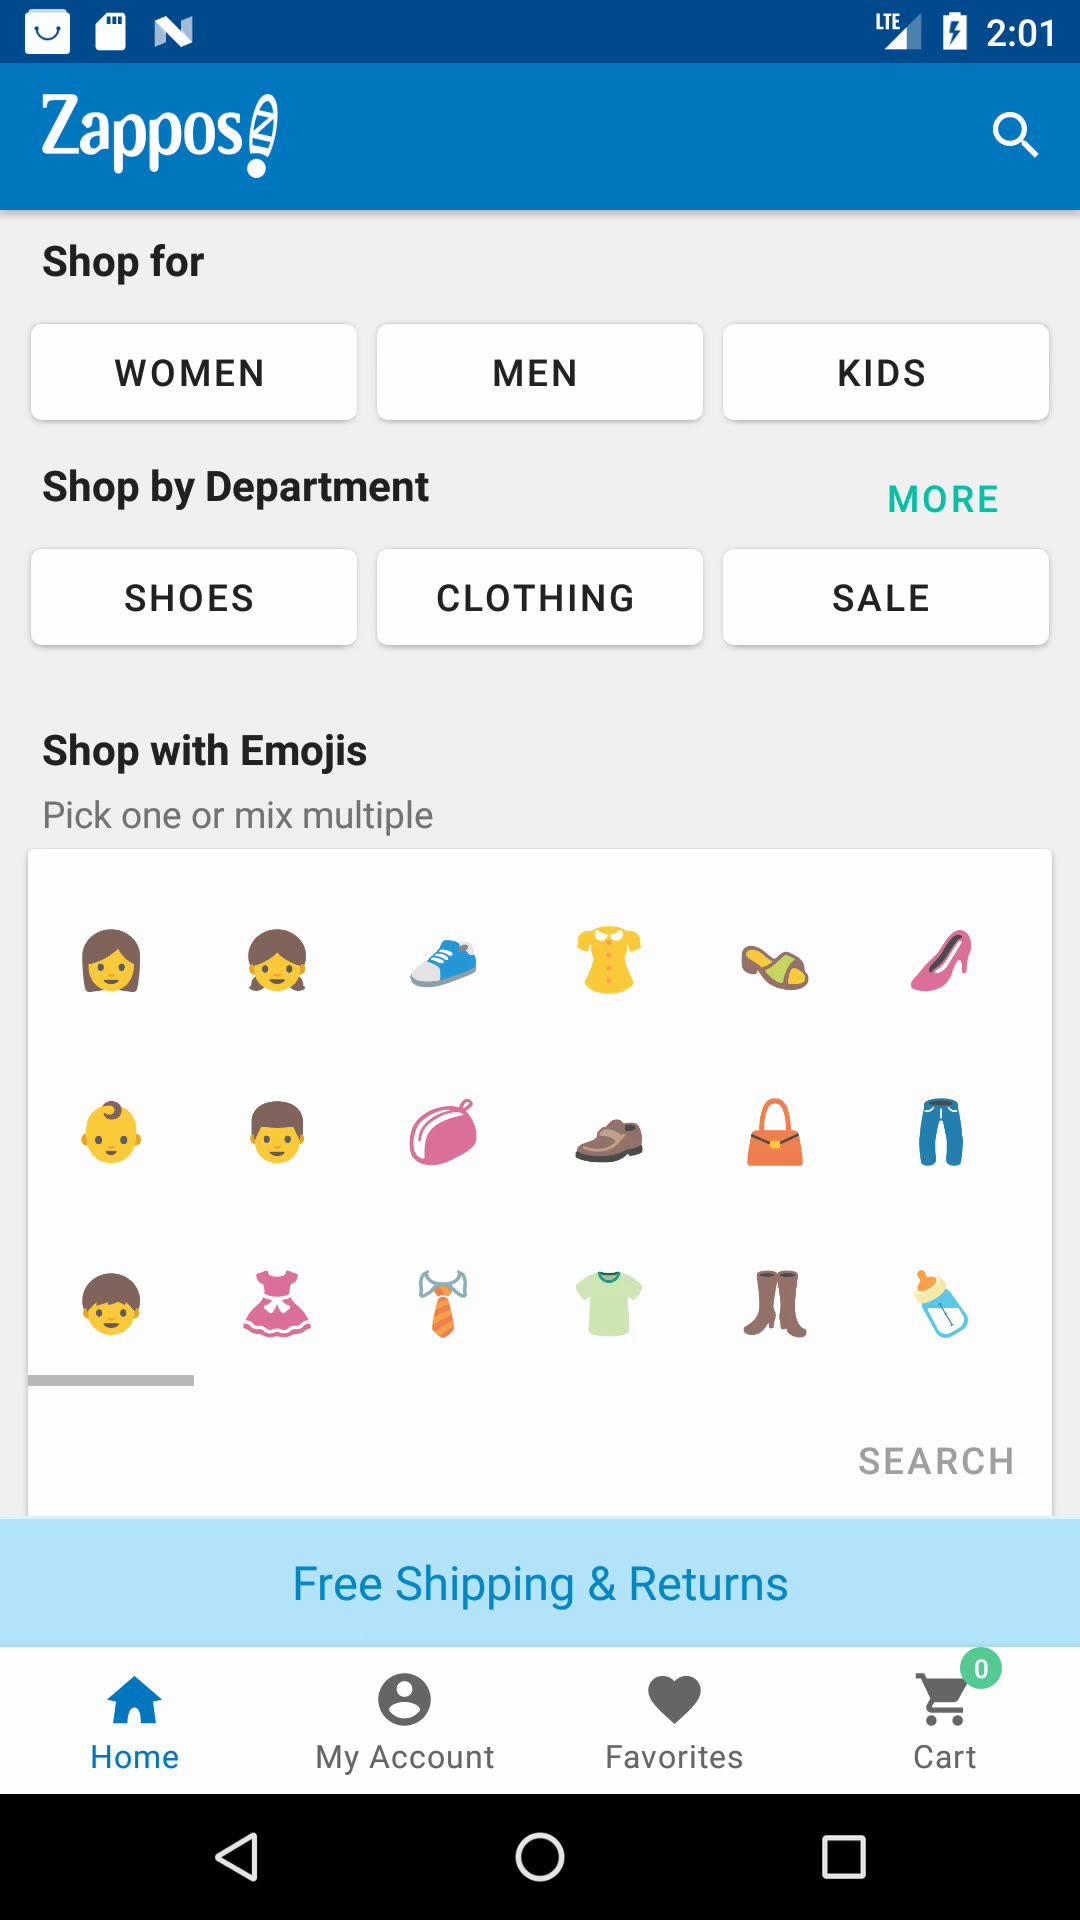 LTE 2:01
Zappos
Shop for
WOMEN MEN KIDS
Shop by Department MORE
SHOES CLOTHING SALE
Shop with Emojis
Pick one or mix multiple
SEARCH
Free Shipping & Returns
0
Home My Account Favorites Cart